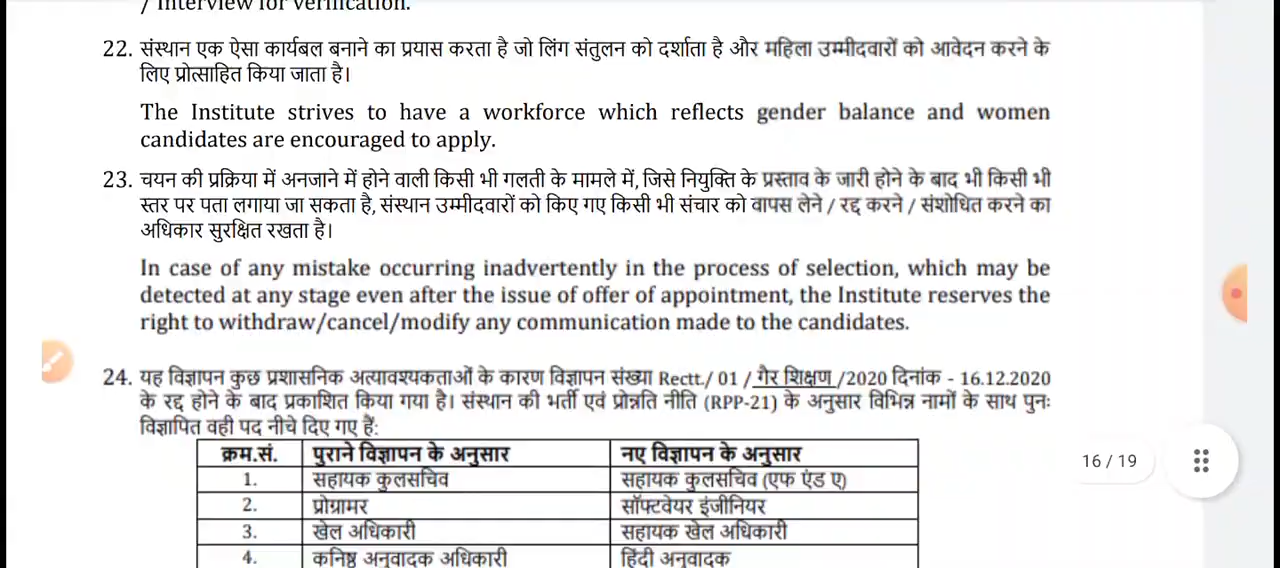 / Interview for verification.
22. संस्थान एक ऐसा कार्यबल बनाने का प्रयास करता है जो लिंग संतुलन को दर्शाता है और महिला उम्मीदवारों को आवेदन करने के
लिए प्रोत्साहित किया जाता है।
The Institute strives to have a workforce which reflects gender balance and women
candidates are encouraged to apply.
23. चयन की प्रक्रिया में अनजाने में होने वाली किसी भी गलती के मामले में, जिसे नियुक्ति के प्रस्ताव के जारी होने के बाद भी किसी भी
स्तर पर पता लगाया जा सकता है, संस्थान उम्मीदवारों को किए गए किसी भी संचार को वापस लेने / रद्द करने / संशोधित करने का
अधिकार सुरक्षित रखता है।
In case of any mistake occurring inadvertently in the process of selection, which may be
detected at any stage even after the issue of offer of appointment, the Institute reserves the
right to withdraw/cancel/modify any communication made to the candidates.
24. यह विज्ञापन कुछ प्रशासनिक अत्यावश्यकताओं के कारण विज्ञापन संख्या Rectt./ 01 / गैर शिक्षण /2020 दिनांक - 16.12.2020
के रद्द होने के बाद प्रकाशित किया गया है। संस्थान की भर्ती एवं प्रोन्नति नीति (RPP-21) के अनुसार विभिन्न नामों के साथ पुनः
विज्ञापित वही पद नीचे दिए गए हैं:
क्रम.सं. पुराने विज्ञापन के अनुसार नए विज्ञापन के अनुसार
1. सहायक कुलसचिव सहायक कुलसचिव (एफ एंड ए)
2. प्रोग्रामर सॉफ्टवेयर इंजीनियर
3. खेल अधिकारी सहायक खेल अधिकारी
4. कनिष्ठ अनुवादक अधिकारी हिंदी अनुवादक
16 / 19